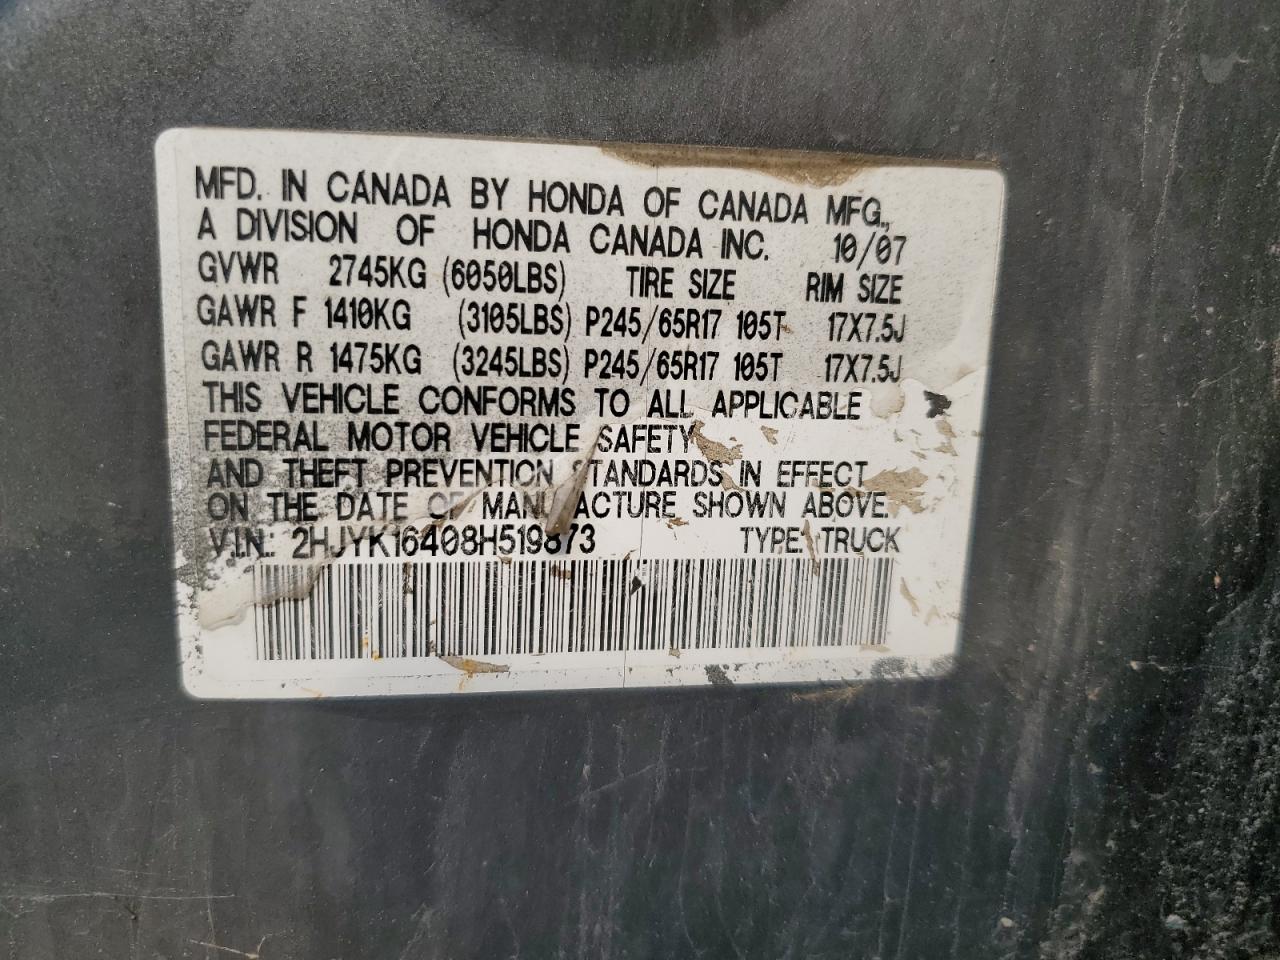 MFD. IN CANADA BY HONDA OF CANADA MFG.,
A DIVISION OF HONDA CANADA INC. 10/07
GVWR 2745KG (6050LBS) TIRE SIZE RIM SIZE
GAWR F 1410KG (3105LBS) P245/65R17 105T 17X7.5J
GAWR R 1475KG (3245LBS) P245/65R17 105T 17X7.5J
THIS VEHICLE CONFORMS TO ALL APPLICABLE
FEDERAL MOTOR VEHICLE SAFETY
AND THEFT PREVENTION STANDARDS IN EFFECT
ON THE DATE OF MANUFACTURE SHOWN ABOVE.
V.I.N.: 2HJYK16408H519873 TYPE: TRUCK